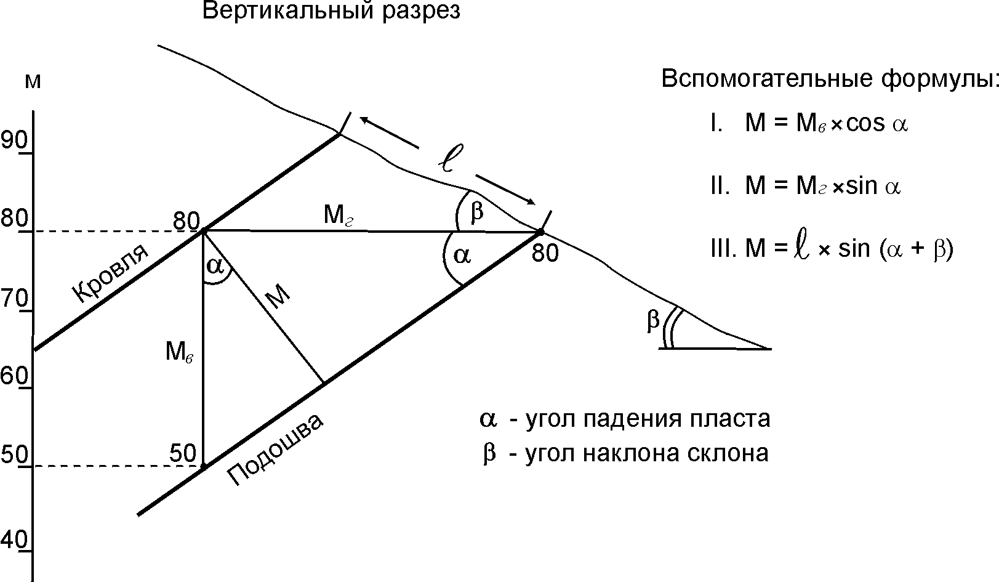 Вертикальный разрез
м
90
80
70
60
50
40
80
80
50
Кровля
Подошва
Mг
Mв
M
ℓ
β
α
α
β
Вспомогательные формулы:
I. M = Mв × cos α
II. M = Mг × sin α
III. M = ℓ × sin (α + β)
α - угол падения пласта
β - угол наклона склона